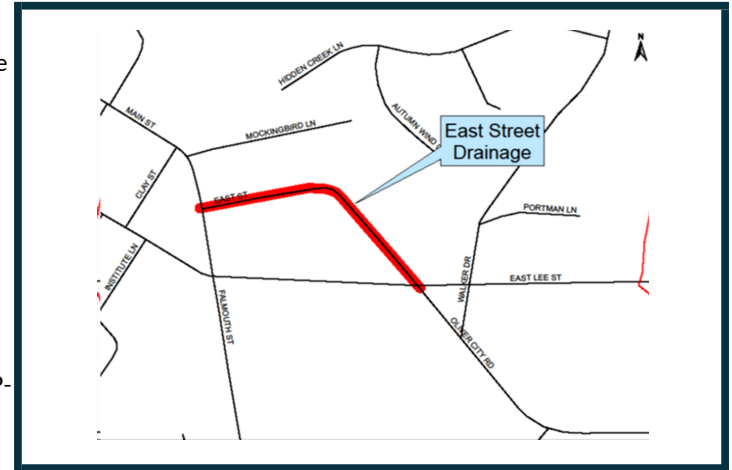 e
N
HIDDEN CREEK LN
MAIN ST
MOCKINGBIRD LN
AUTUMN WIND
East Street
Drainage
CLAY ST
EAST ST
PORTMAN LN
INSTITUTE LN
WALKER DR
EAST LEE ST
FALMOUTH ST
OLIVER CITY RD